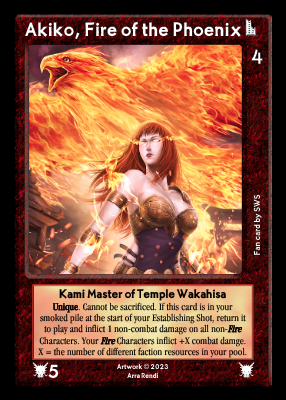 Akiko, Fire of the Phoenix
4
Fan card by SWS
Kami Master of Temple Wakahisa
Unique. Cannot be sacrificed. If this card is in your
smoked pile at the start of your Establishing Shot, return it
to play and inflict 1 non-combat damage on all non-Fire
Characters. Your Fire Characters inflict +X combat damage.
X = the number of different faction resources in your pool.
5
Artwork © 2023
Arra Rendi